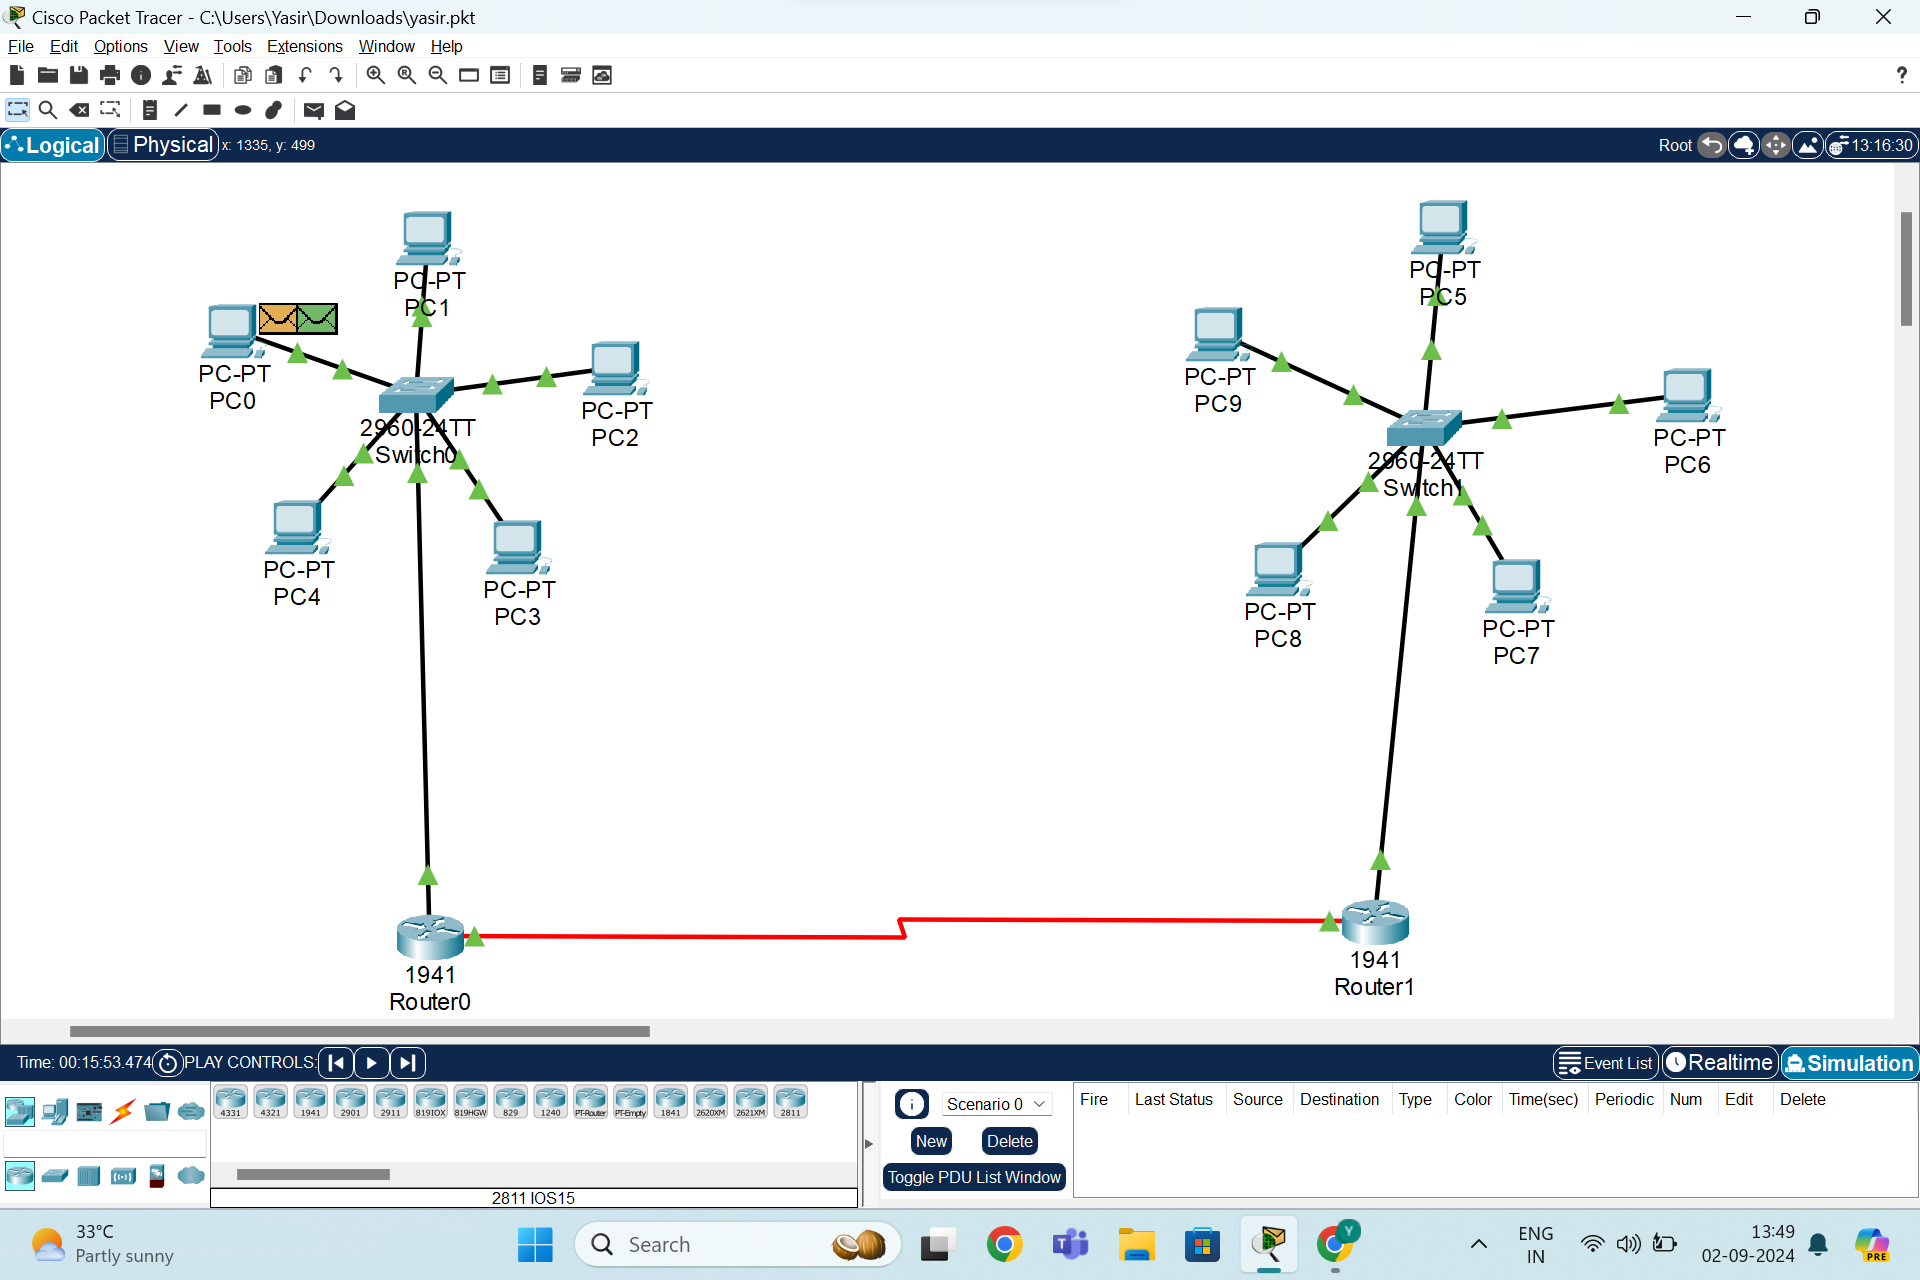 Cisco Packet Tracer - C:\Users\Yasir\Downloads\yasir.pkt
File Edit Options View Tools Extensions Window Help
?
Logical Physical x: 1335, y: 499 Root 13:16:30
PC-PT
PC1
PC-PT
PC0
PC-PT
PC2
2960-24TT
Switch0
PC-PT
PC4
PC-PT
PC3
PC-PT
PC5
PC-PT
PC9
PC-PT
PC6
2960-24TT
Switch1
PC-PT
PC8
PC-PT
PC7
1941
Router0
1941
Router1
Time: 00:15:53.474 PLAY CONTROLS: Event List Realtime Simulation
4331 4321 1941 2901 2911 819IOX 819HGW 829 1240 PT-Router PT-Empty 1841 2620XM 2621XM 2811
2811 IOS15
Scenario 0
New Delete
Toggle PDU List Window
Fire Last Status Source Destination Type Color Time(sec) Periodic Num Edit Delete
33°C
Partly sunny
Search
Y
ENG
IN
13:49
02-09-2024
PRE